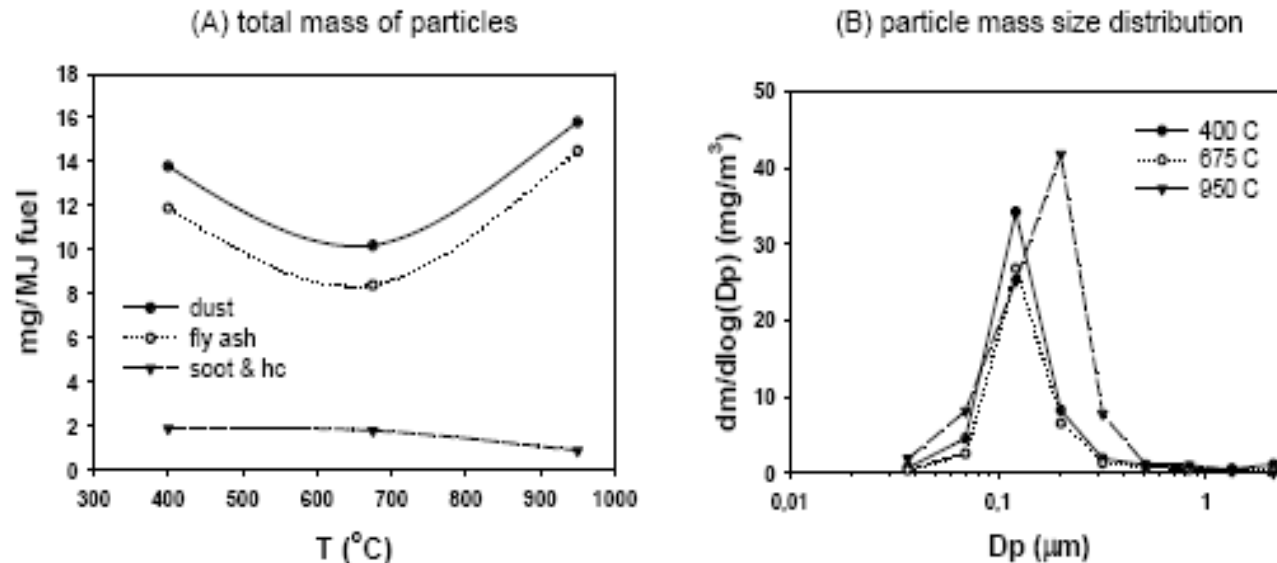 (A) total mass of particles
18
16
14
12
10
8
6
4
2
0
mg/MJ fuel
dust
fly ash
soot & hc
300 400 500 600 700 800 900 1000
T (°C)
(B) particle mass size distribution
50
40
30
20
10
0
dm/dlog(Dp) (mg/m³)
400 C
675 C
950 C
0,01 0,1 1
Dp (µm)